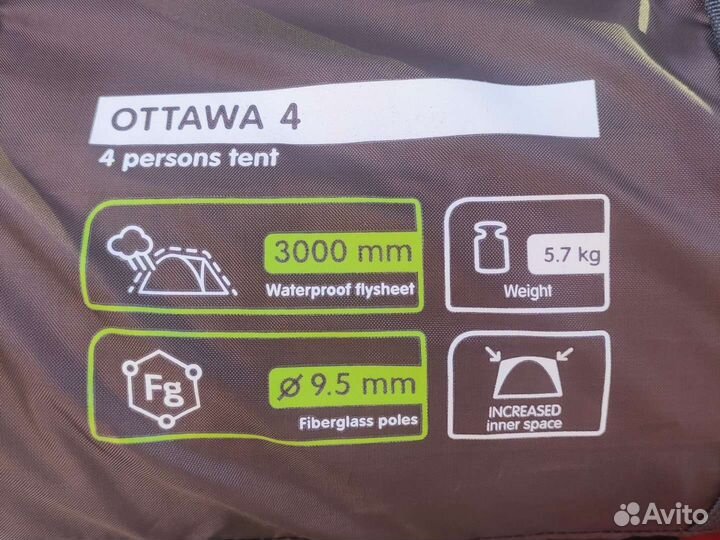 OTTAWA 4
4 persons tent
3000 mm
Waterproof flysheet
5.7 kg
Weight
Fg
Ø 9.5 mm
Fiberglass poles
INCREASED
inner space
Avito